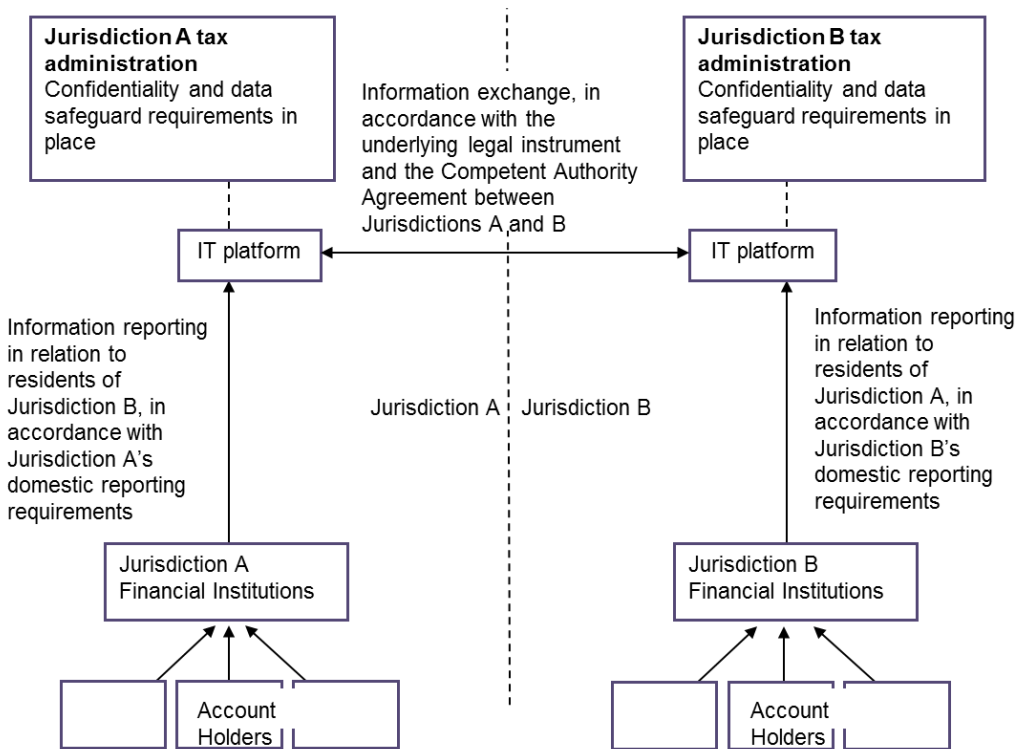 Jurisdiction A tax
administration
Confidentiality and data
safeguard requirements in
place
Information exchange, in
accordance with the
underlying legal instrument
and the Competent Authority
Agreement between
Jurisdictions A and B
Jurisdiction B tax
administration
Confidentiality and data
safeguard requirements in
place
IT platform
IT platform
Information reporting
in relation to
residents of
Jurisdiction B, in
accordance with
Jurisdiction A’s
domestic reporting
requirements
Jurisdiction A
Jurisdiction B
Information reporting
in relation to
residents of
Jurisdiction A, in
accordance with
Jurisdiction B’s
domestic reporting
requirements
Jurisdiction A
Financial Institutions
Jurisdiction B
Financial Institutions
Account
Holders
Account
Holders